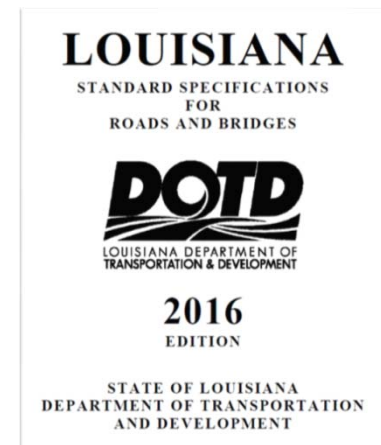 LOUISIANA
STANDARD SPECIFICATIONS
FOR
ROADS AND BRIDGES
DOTD
LOUISIANA DEPARTMENT OF
TRANSPORTATION & DEVELOPMENT
2016
EDITION
STATE OF LOUISIANA
DEPARTMENT OF TRANSPORTATION
AND DEVELOPMENT